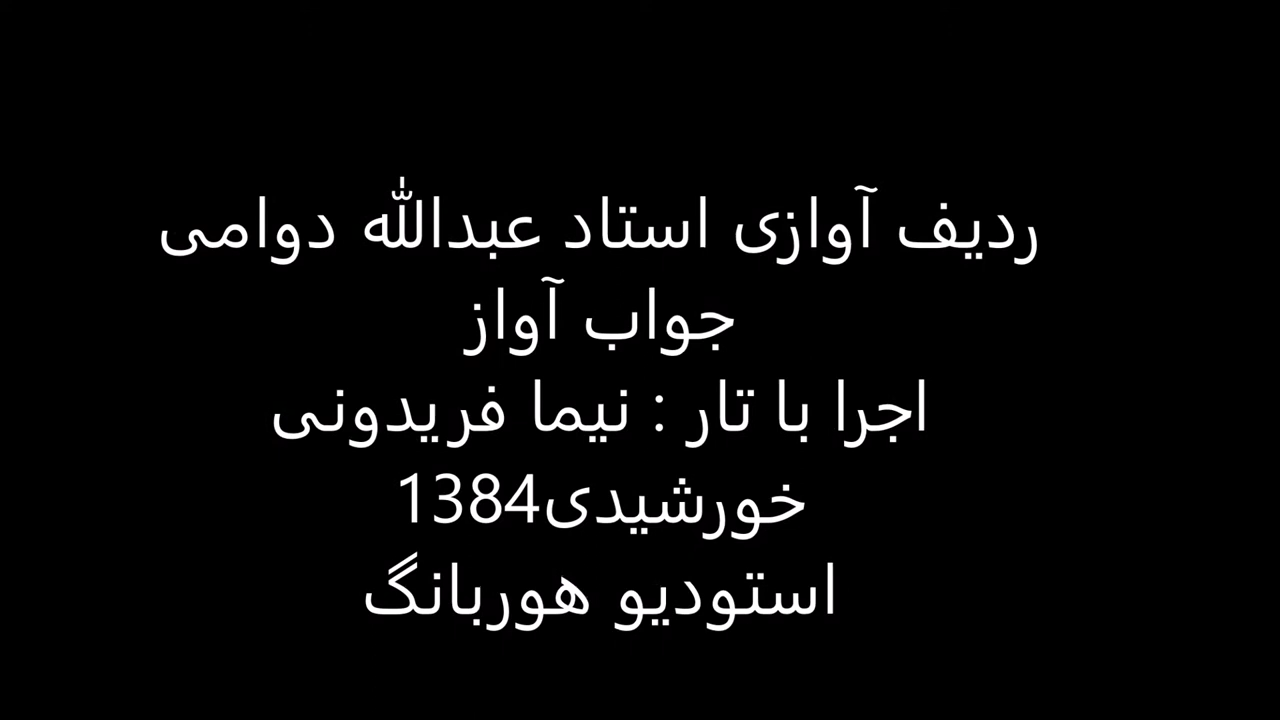 ردیف آوازی استاد عبدالله دوامی
جواب آواز
اجرا با تار : نیما فریدونی
خورشیدی1384
استودیو هوربانگ